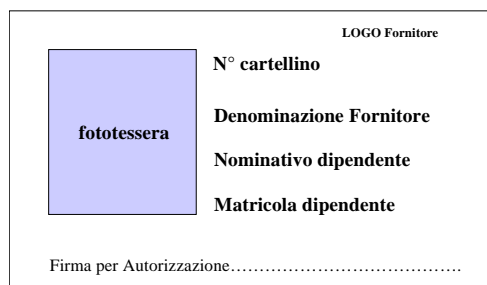 LOGO Fornitore
N° cartellino
Denominazione Fornitore
fototessera
Nominativo dipendente
Matricola dipendente
Firma per Autorizzazione………………………………….